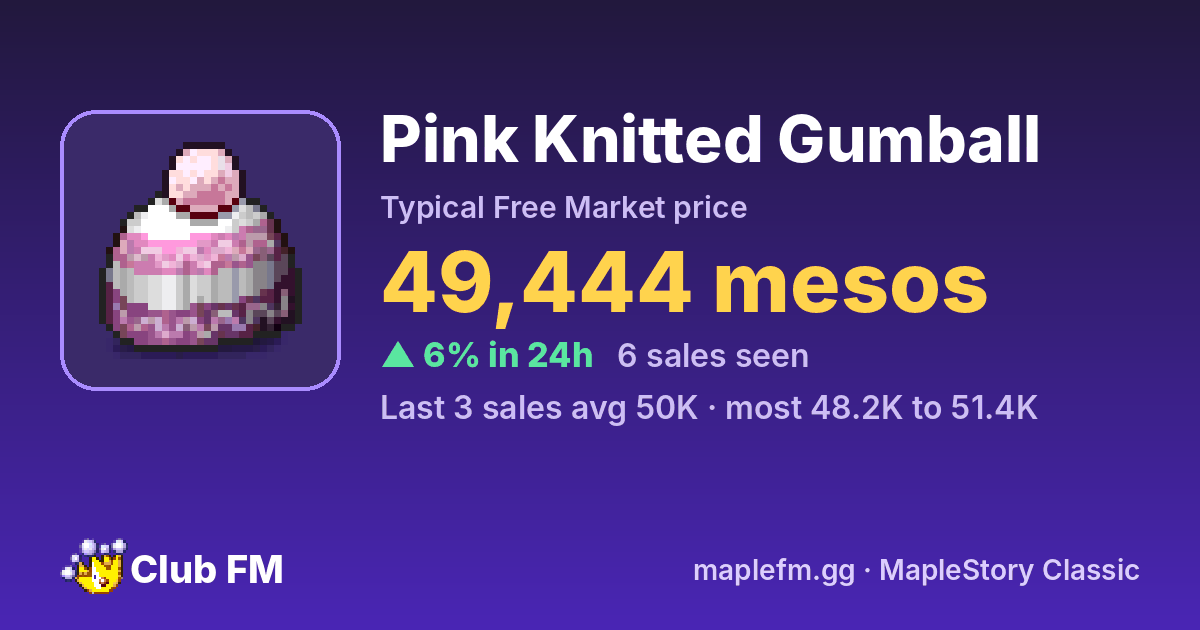 Pink Knitted Gumball
Typical Free Market price
49,444 mesos
▲ 6% in 24h 6 sales seen
Last 3 sales avg 50K · most 48.2K to 51.4K
Club FM
maplefm.gg · MapleStory Classic